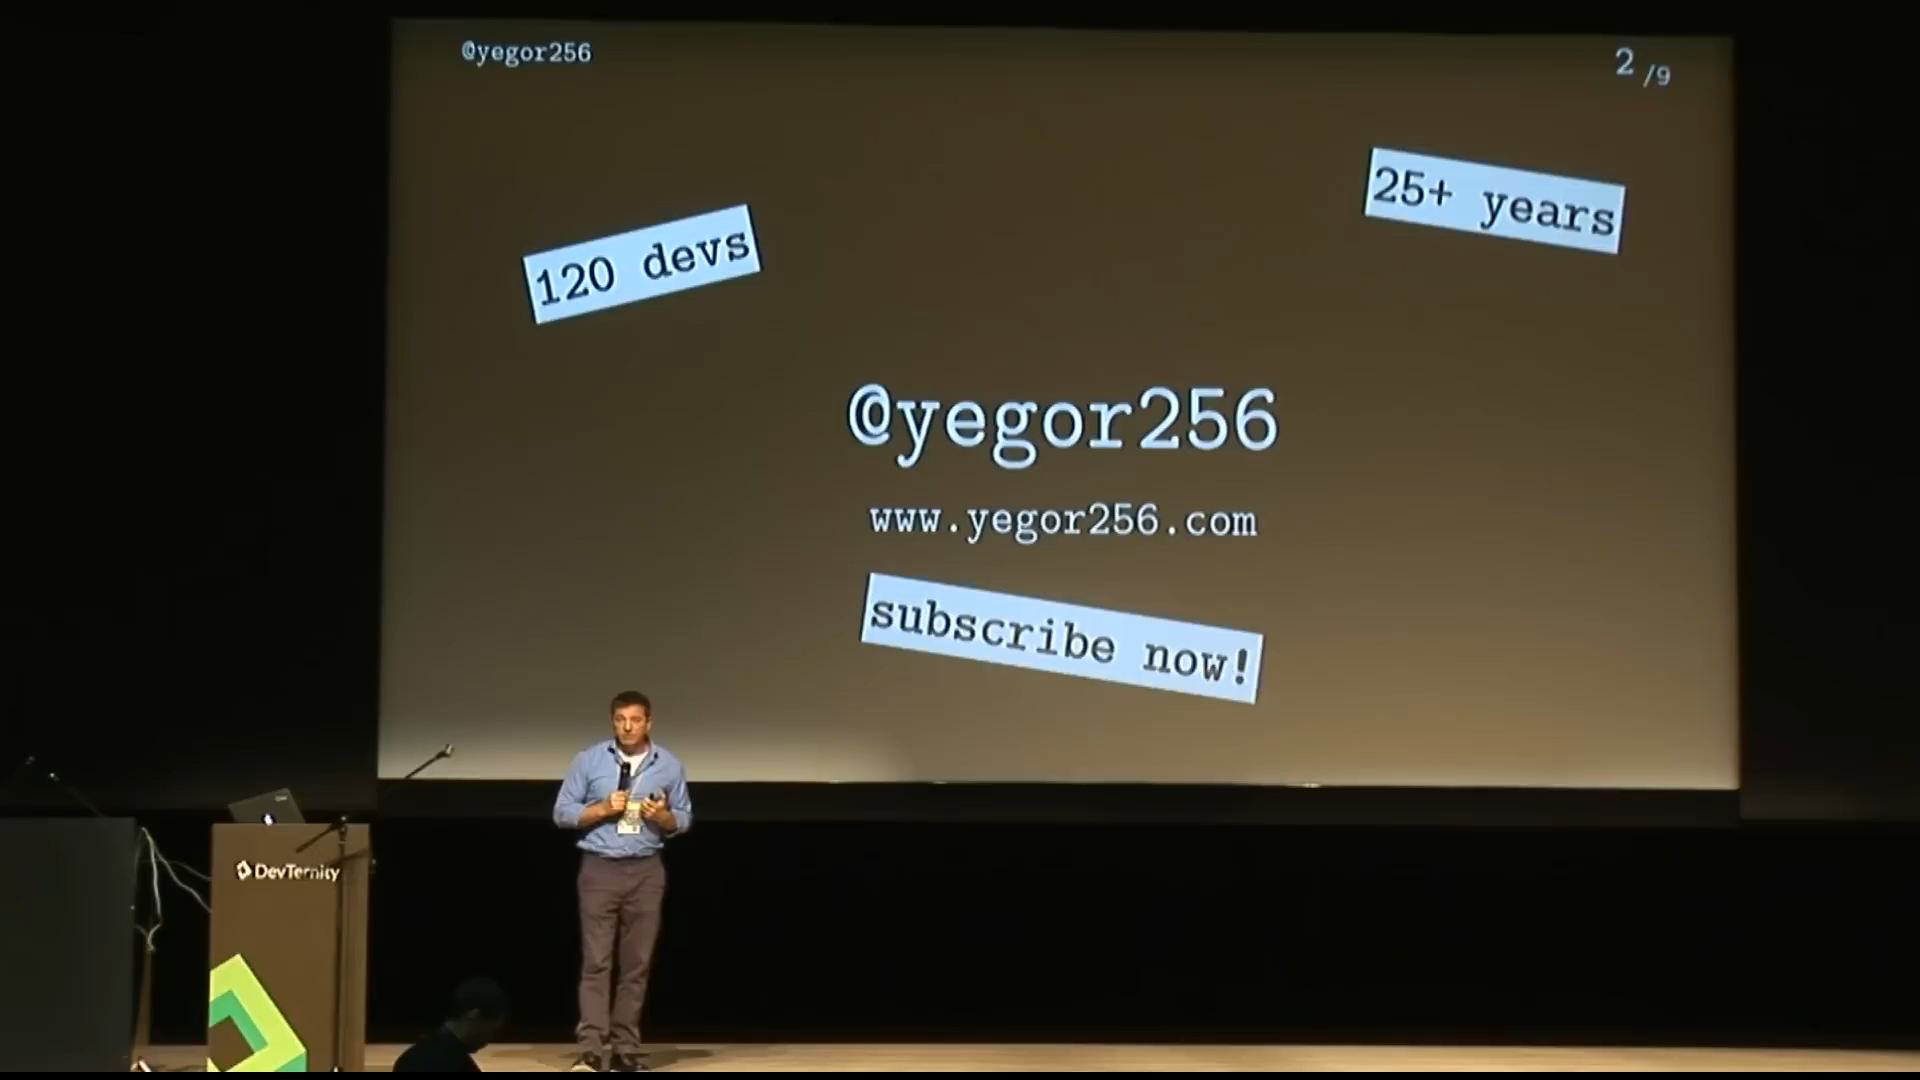 @yegor256
2 /9
25+ years
120 devs
@yegor256
www.yegor256.com
subscribe now!
DevTernity